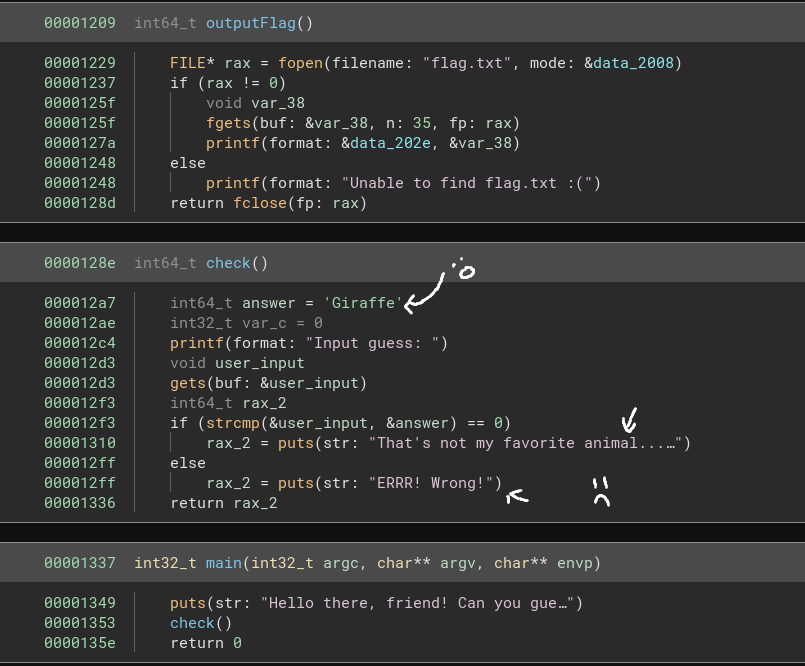 00001209 int64_t outputFlag()
00001229 FILE* rax = fopen(filename: "flag.txt", mode: &data_2008)
00001237 if (rax != 0)
0000125f void var_38
0000125f fgets(buf: &var_38, n: 35, fp: rax)
0000127a printf(format: &data_202e, &var_38)
00001248 else
00001248 printf(format: "Unable to find flag.txt :(")
0000128d return fclose(fp: rax)
0000128e int64_t check()
000012a7 int64_t answer = 'Giraffe'
000012ae int32_t var_c = 0
000012c4 printf(format: "Input guess: ")
000012d3 void user_input
000012d3 gets(buf: &user_input)
000012f3 int64_t rax_2
000012f3 if (strcmp(&user_input, &answer) == 0)
00001310 rax_2 = puts(str: "That's not my favorite animal...…")
000012ff else
000012ff rax_2 = puts(str: "ERRR! Wrong!")
00001336 return rax_2
00001337 int32_t main(int32_t argc, char** argv, char** envp)
00001349 puts(str: "Hello there, friend! Can you gue…")
00001353 check()
0000135e return 0